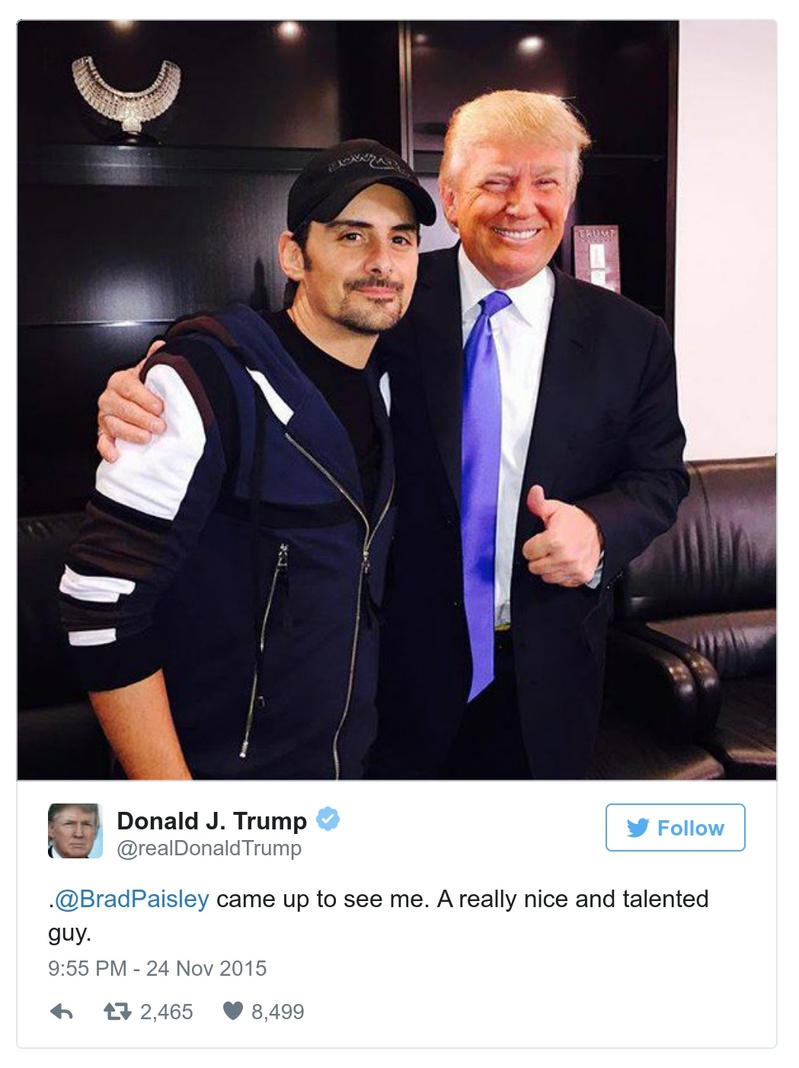 TRUMP
Donald J. Trump
@realDonaldTrump
Follow
.@BradPaisley came up to see me. A really nice and talented
guy.
9:55 PM - 24 Nov 2015
2,465 8,499